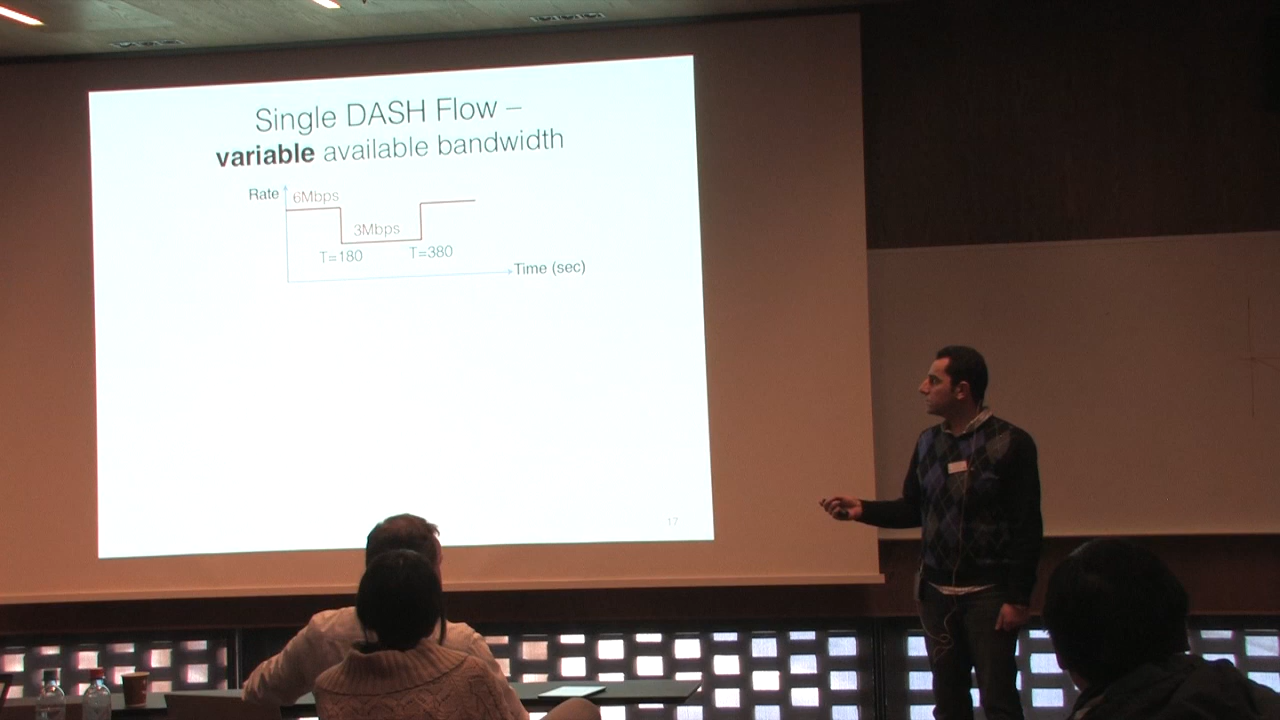 Single DASH Flow –
variable available bandwidth
Rate
6Mbps
3Mbps
T=180
T=380
Time (sec)
17